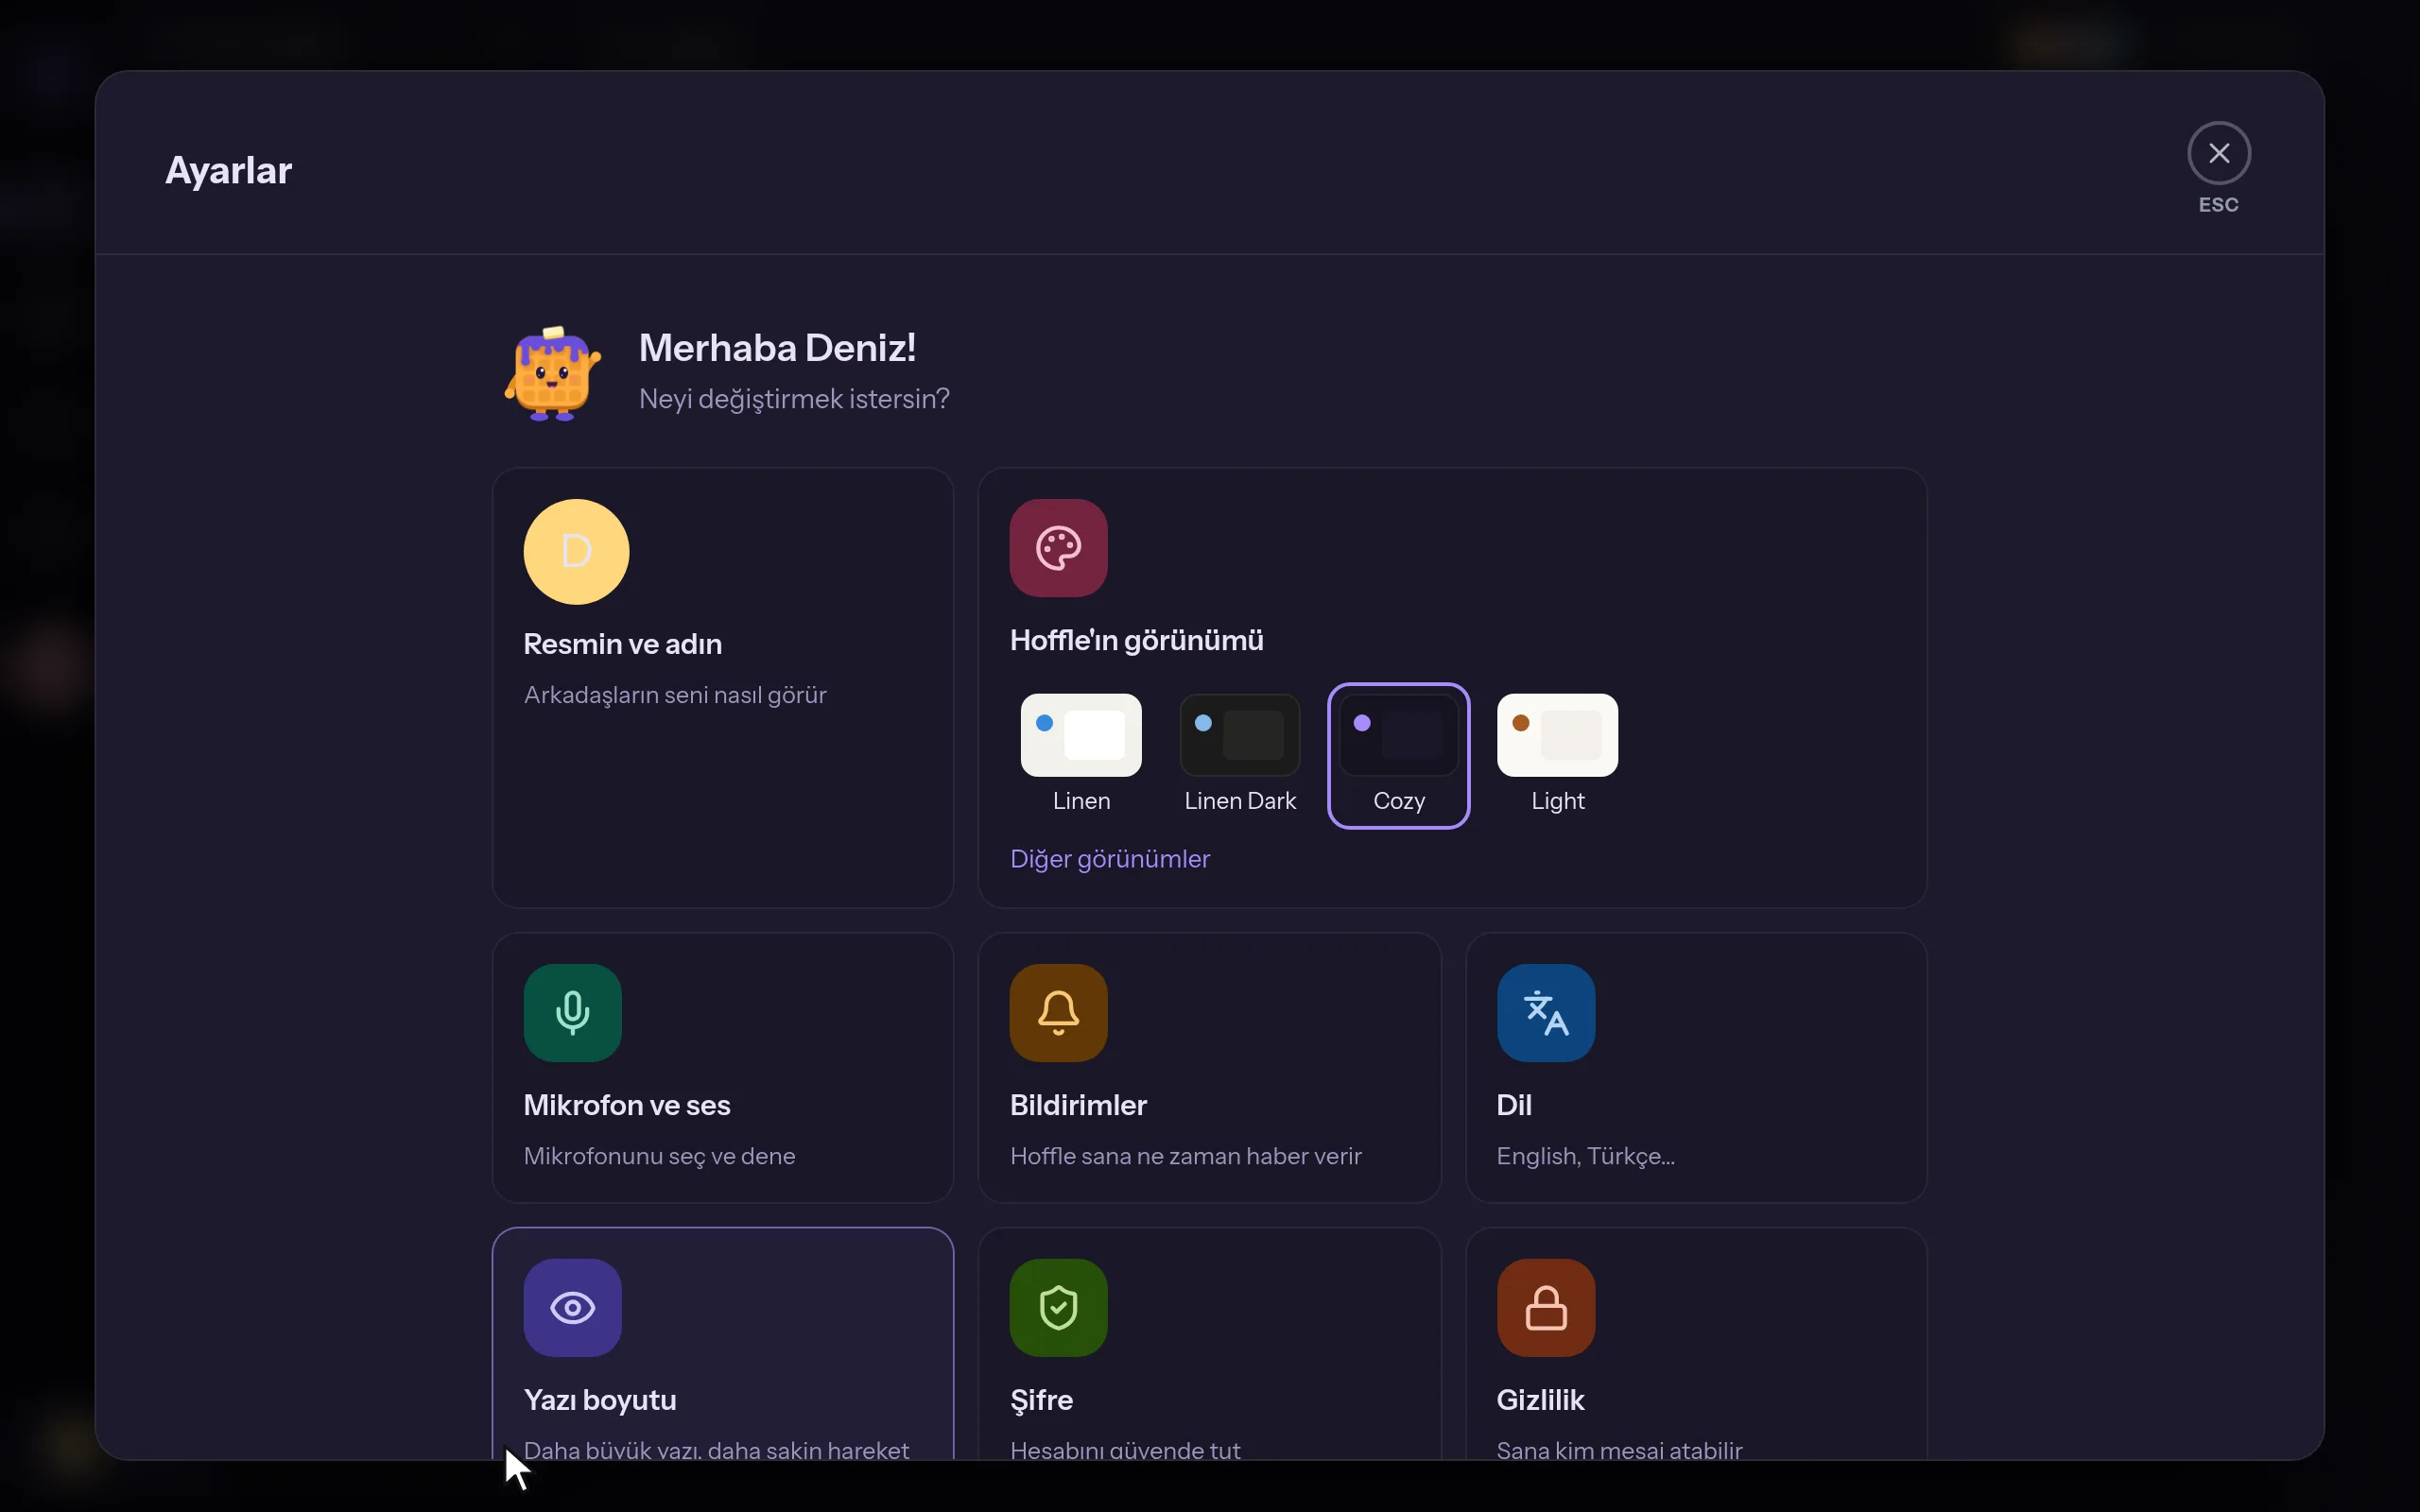 Ayarlar
ESC
Merhaba Deniz!
Neyi değiştirmek istersin?
D
Resmin ve adın
Arkadaşların seni nasıl görür
Hoffle'ın görünümü
Linen
Linen Dark
Cozy
Light
Diğer görünümler
Mikrofon ve ses
Mikrofonunu seç ve dene
Bildirimler
Hoffle sana ne zaman haber verir
Dil
English, Türkçe...
Yazı boyutu
Daha büyük yazı, daha sakin hareket
Şifre
Hesabını güvende tut
Gizlilik
Sana kim mesaj atabilir